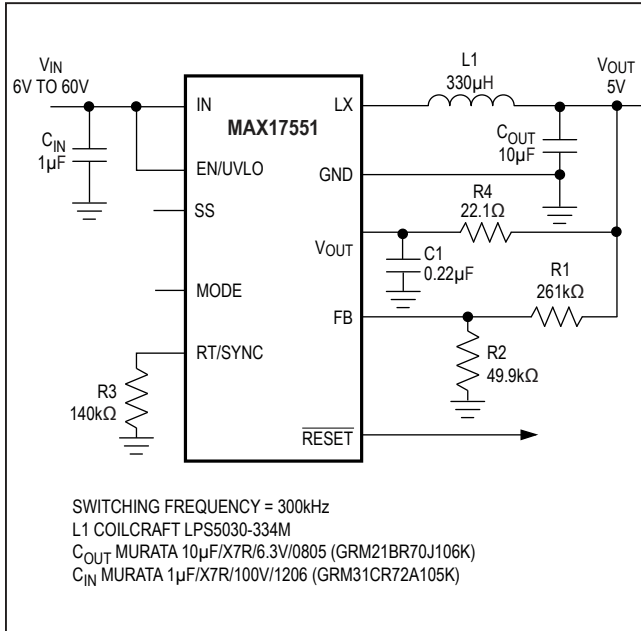 VIN
6V TO 60V
CIN
1µF
IN
EN/UVLO
SS
MODE
RT/SYNC
R3
140kΩ
MAX17551
LX
GND
VOUT
FB
RESET
L1
330µH
VOUT
5V
COUT
10µF
R4
22.1Ω
C1
0.22µF
R1
261kΩ
R2
49.9kΩ
SWITCHING FREQUENCY = 300kHz
L1 COILCRAFT LPS5030-334M
COUT MURATA 10µF/X7R/6.3V/0805 (GRM21BR70J106K)
CIN MURATA 1µF/X7R/100V/1206 (GRM31CR72A105K)